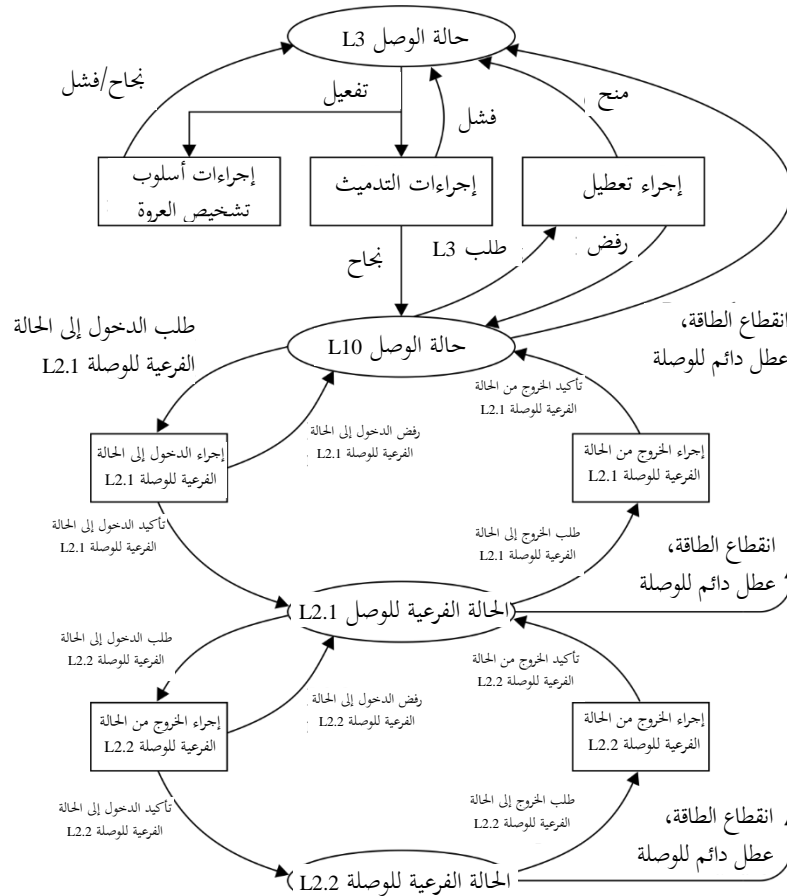 حالة الوصل L3
نجاح/فشل
تفعيل
فشل
منح
إجراءات أسلوب
تشخيص العروة
إجراءات التدميث
إجراء تعطيل
نجاح
طلب L3
رفض
طلب الدخول إلى الحالة
الفرعية للوصلة L2.1
حالة الوصل L10
انقطاع الطاقة،
عطل دائم للوصلة
تأكيد الخروج من الحالة
الفرعية للوصلة L2.1
رفض الدخول إلى الحالة
الفرعية للوصلة L2.1
إجراء الدخول إلى الحالة
الفرعية للوصلة L2.1
إجراء الخروج من الحالة
الفرعية للوصلة L2.1
تأكيد الدخول إلى الحالة
الفرعية للوصلة L2.1
طلب الخروج إلى الحالة
الفرعية للوصلة L2.1
انقطاع الطاقة،
عطل دائم للوصلة
الحالة الفرعية للوصل L2.1
طلب الدخول إلى الحالة
الفرعية للوصلة L2.2
تأكيد الخروج من الحالة
الفرعية للوصلة L2.2
رفض الدخول إلى الحالة
الفرعية للوصلة L2.2
إجراء الخروج من الحالة
الفرعية للوصلة L2.2
إجراء الخروج من الحالة
الفرعية للوصلة L2.2
تأكيد الدخول إلى الحالة
الفرعية للوصلة L2.2
طلب الخروج إلى الحالة
الفرعية للوصلة L2.2
انقطاع الطاقة،
عطل دائم للوصلة
الحالة الفرعية للوصل L2.2